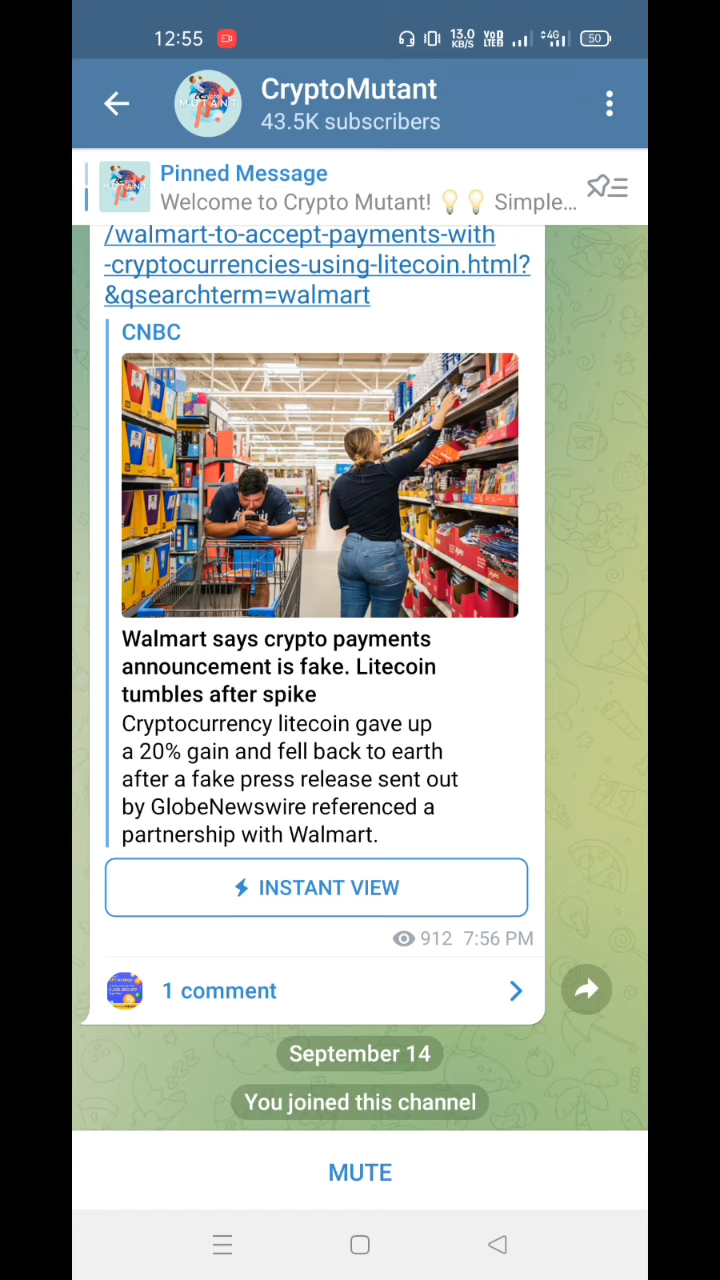 12:55
13.0
KB/S
4G
50
CryptoMutant
43.5K subscribers
Pinned Message
Welcome to Crypto Mutant! 💡💡 Simple...
/walmart-to-accept-payments-with
-cryptocurrencies-using-litecoin.html?
&qsearchterm=walmart
CNBC
Walmart says crypto payments
announcement is fake. Litecoin
tumbles after spike
Cryptocurrency litecoin gave up
a 20% gain and fell back to earth
after a fake press release sent out
by GlobeNewswire referenced a
partnership with Walmart.
INSTANT VIEW
912 7:56 PM
1 comment
September 14
You joined this channel
MUTE